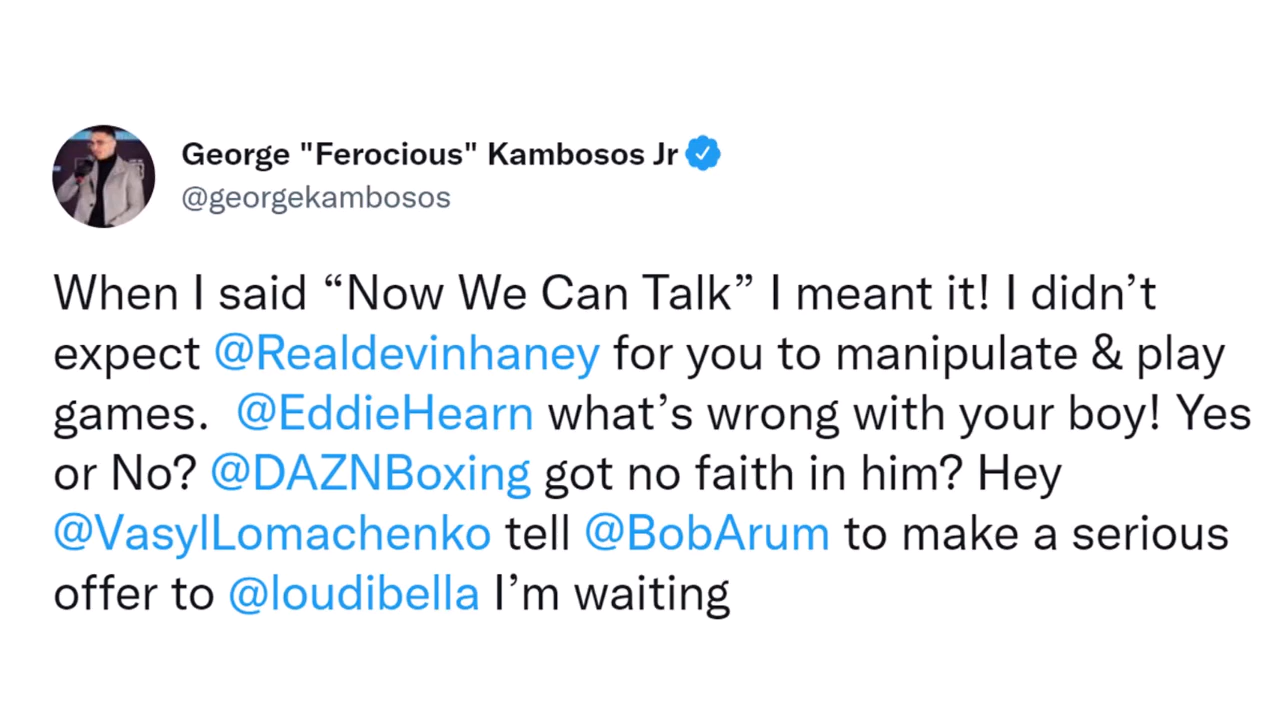 George "Ferocious" Kambosos Jr
@georgekambosos
When I said “Now We Can Talk” I meant it! I didn’t
expect @Realdevinhaney for you to manipulate & play
games.  @EddieHearn what’s wrong with your boy! Yes
or No? @DAZNBoxing got no faith in him? Hey
@VasylLomachenko tell @BobArum to make a serious
offer to @loudibella I’m waiting